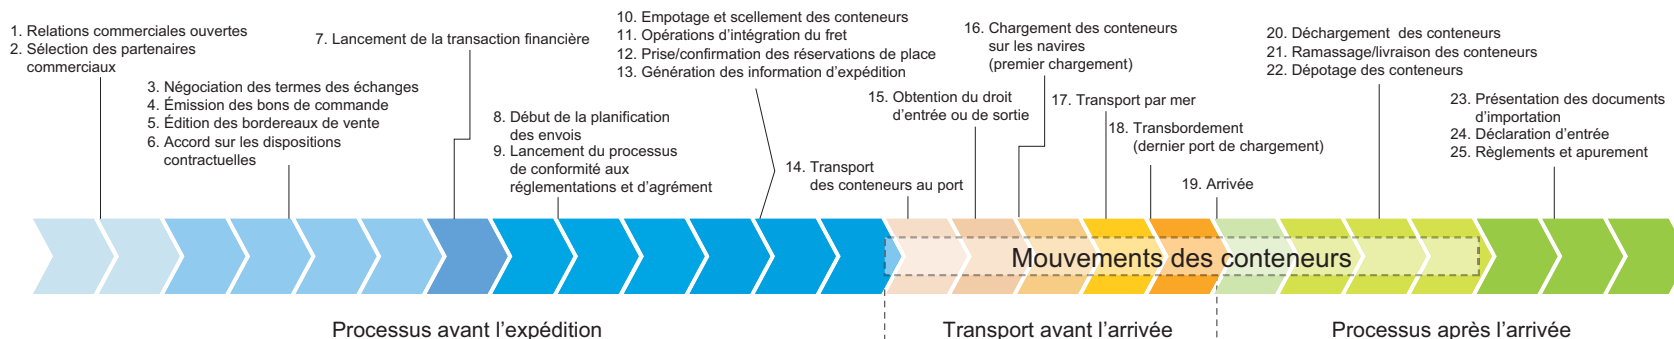 1. Relations commerciales ouvertes
2. Sélection des partenaires
commerciaux
3. Négociation des termes des échanges
4. Émission des bons de commande
5. Édition des bordereaux de vente
6. Accord sur les dispositions
contractuelles
7. Lancement de la transaction financière
8. Début de la planification
des envois
9. Lancement du processus
de conformité aux
réglementations et d'agrément
10. Empotage et scellement des conteneurs
11. Opérations d'intégration du fret
12. Prise/confirmation des réservations de place
13. Génération des information d'expédition
14. Transport
des conteneurs au port
15. Obtention du droit
d'entrée ou de sortie
16. Chargement des conteneurs
sur les navires
(premier chargement)
17. Transport par mer
18. Transbordement
(dernier port de chargement)
19. Arrivée
20. Déchargement des conteneurs
21. Ramassage/livraison des conteneurs
22. Dépotage des conteneurs
23. Présentation des documents
d'importation
24. Déclaration d'entrée
25. Règlements et apurement
Mouvements des conteneurs
Processus avant l'expédition
Transport avant l'arrivée
Processus après l'arrivée